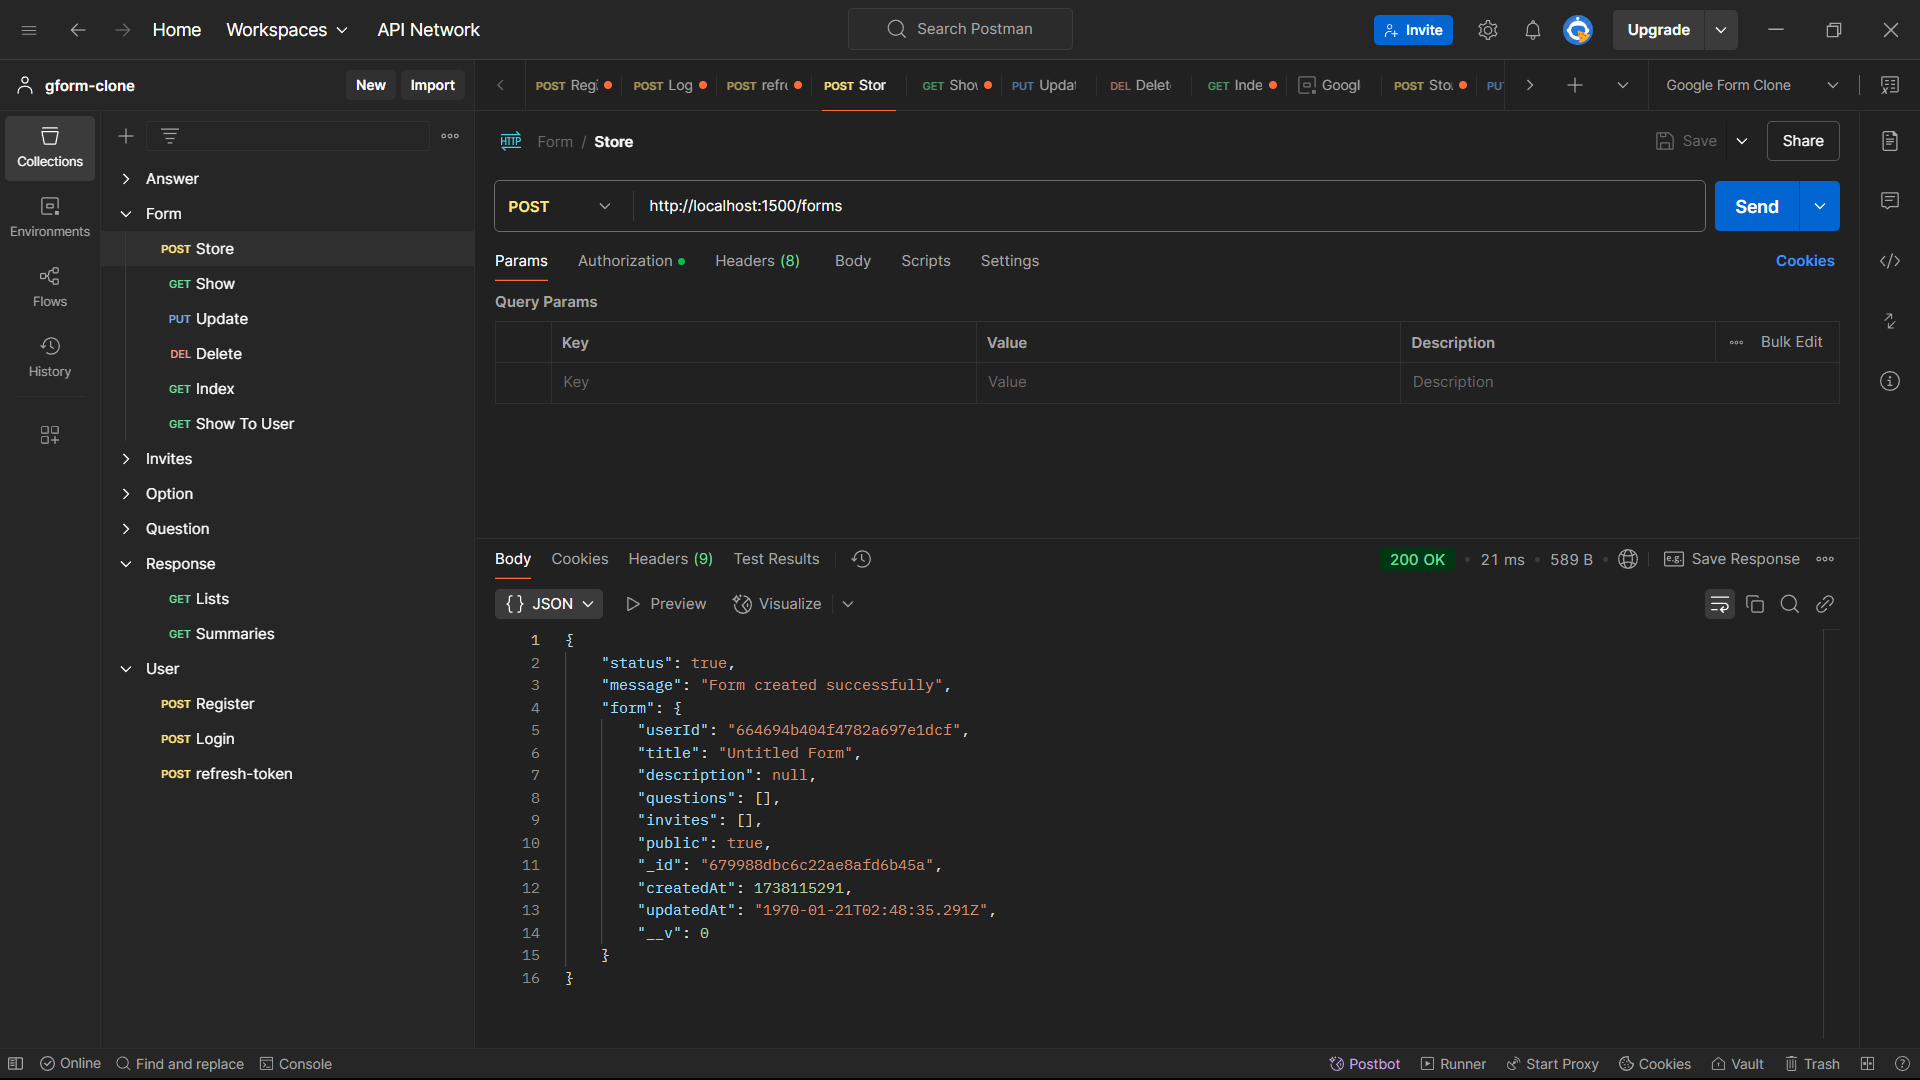 Home Workspaces API Network Search Postman Invite Upgrade
gform-clone New Import POST Reg POST Log POST refr POST Stor GET Sho PUT Updat DEL Delet GET Inde Googl POST Sto PU Google Form Clone
Collections
Environments
Flows
History
Answer
Form
POST Store
GET Show
PUT Update
DEL Delete
GET Index
GET Show To User
Invites
Option
Question
Response
GET Lists
GET Summaries
User
POST Register
POST Login
POST refresh-token
HTTP Form / Store Save Share
POST http://localhost:1500/forms Send
Params Authorization Headers (8) Body Scripts Settings Cookies
Query Params
Key Value Description Bulk Edit
Key Value Description
Body Cookies Headers (9) Test Results 200 OK 21 ms 589 B e.g. Save Response
{} JSON Preview Visualize
1 {
2 "status": true,
3 "message": "Form created successfully",
4 "form": {
5 "userId": "664694b404f4782a697e1dcf",
6 "title": "Untitled Form",
7 "description": null,
8 "questions": [],
9 "invites": [],
10 "public": true,
11 "_id": "679988dbc6c22ae8afd6b45a",
12 "createdAt": 1738115291,
13 "updatedAt": "1970-01-21T02:48:35.291Z",
14 "__v": 0
15 }
16 }
Online Find and replace Console Postbot Runner Start Proxy Cookies Vault Trash